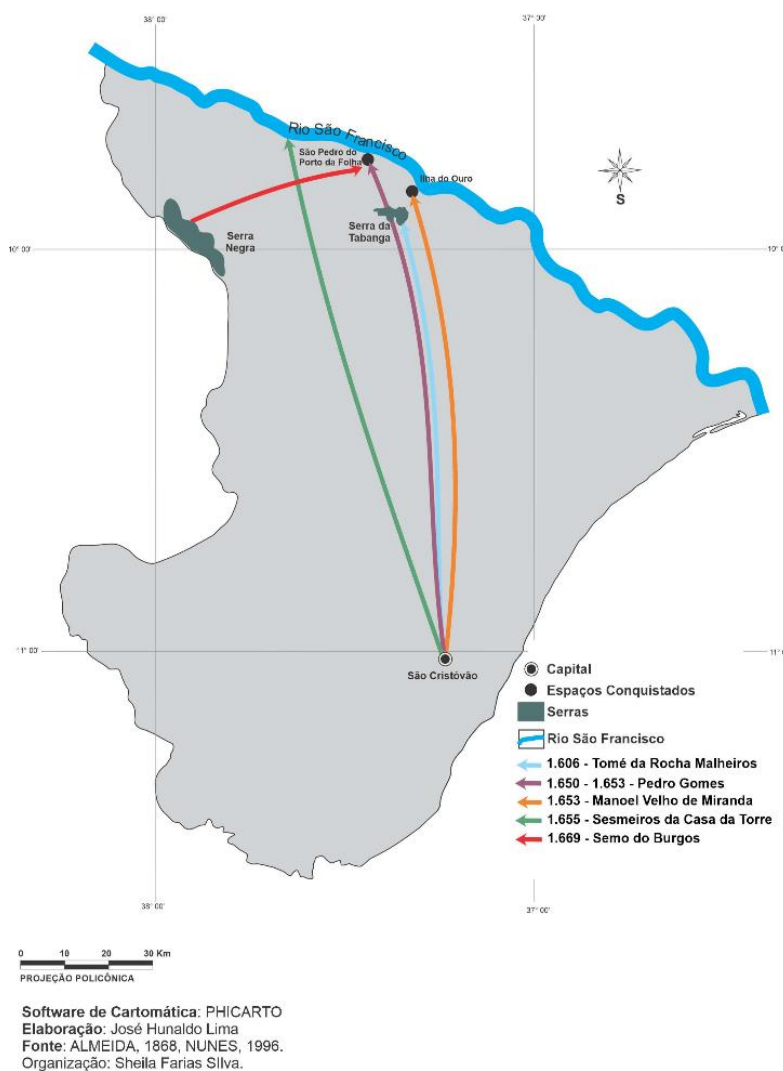 38° 00'
37° 00'
Rio São Francisco
São Pedro do
Porto da Folha
Ilha do Ouro
S
Serra da
Tabanga
Serra
Negra
10° 00'
10° 0
11° 00'
11° 0
São Cristóvão
Capital
Espaços Conquistados
Serras
Rio São Francisco
1.606 - Tomé da Rocha Malheiros
1.650 - 1.653 - Pedro Gomes
1.653 - Manoel Velho de Miranda
1.655 - Sesmeiros da Casa da Torre
1.669 - Semo do Burgos
38° 00'
37° 00'
0 10 20 30 Km
PROJEÇÃO POLICÔNICA
Software de Cartomática: PHICARTO
Elaboração: José Hunaldo Lima
Fonte: ALMEIDA, 1868, NUNES, 1996.
Organização: Sheila Farias SIlva.